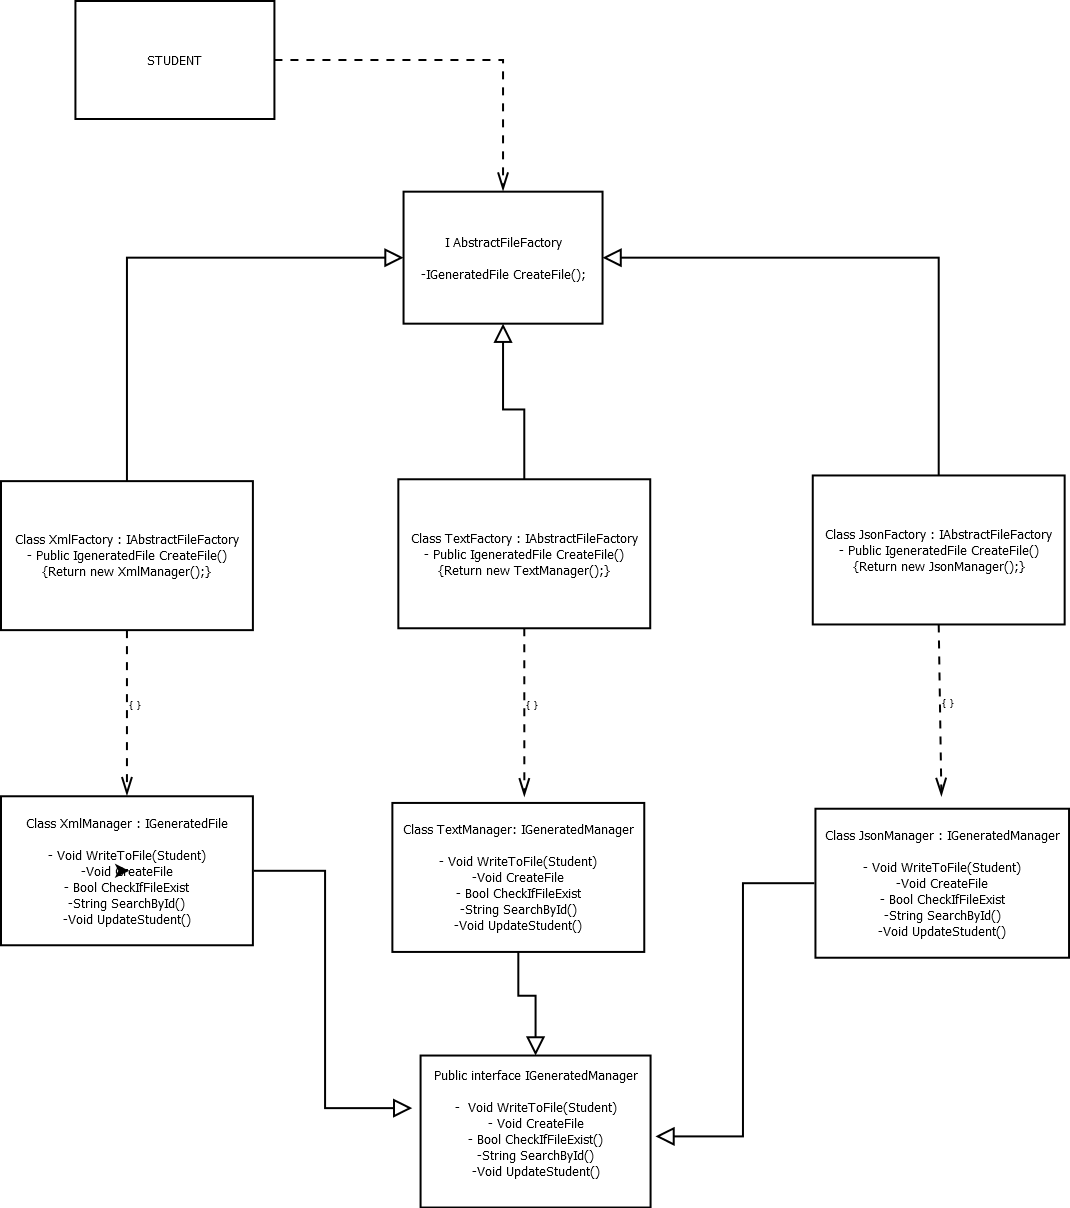 STUDENT
I AbstractFileFactory
-IGeneratedFile CreateFile();
Class XmlFactory : IAbstractFileFactory
- Public IgeneratedFile CreateFile()
{Return new XmlManager();}
Class TextFactory : IAbstractFileFactory
- Public IgeneratedFile CreateFile()
{Return new TextManager();}
Class JsonFactory : IAbstractFileFactory
- Public IgeneratedFile CreateFile()
{Return new JsonManager();}
{ }
{ }
{ }
Class XmlManager : IGeneratedFile
- Void WriteToFile(Student)
-Void CreateFile
- Bool CheckIfFileExist
-String SearchById()
-Void UpdateStudent()
Class TextManager: IGeneratedManager
- Void WriteToFile(Student)
-Void CreateFile
- Bool CheckIfFileExist
-String SearchById()
-Void UpdateStudent()
Class JsonManager : IGeneratedManager
- Void WriteToFile(Student)
-Void CreateFile
- Bool CheckIfFileExist
-String SearchById()
-Void UpdateStudent()
Public interface IGeneratedManager
-  Void WriteToFile(Student)
- Void CreateFile
- Bool CheckIfFileExist()
-String SearchById()
-Void UpdateStudent()